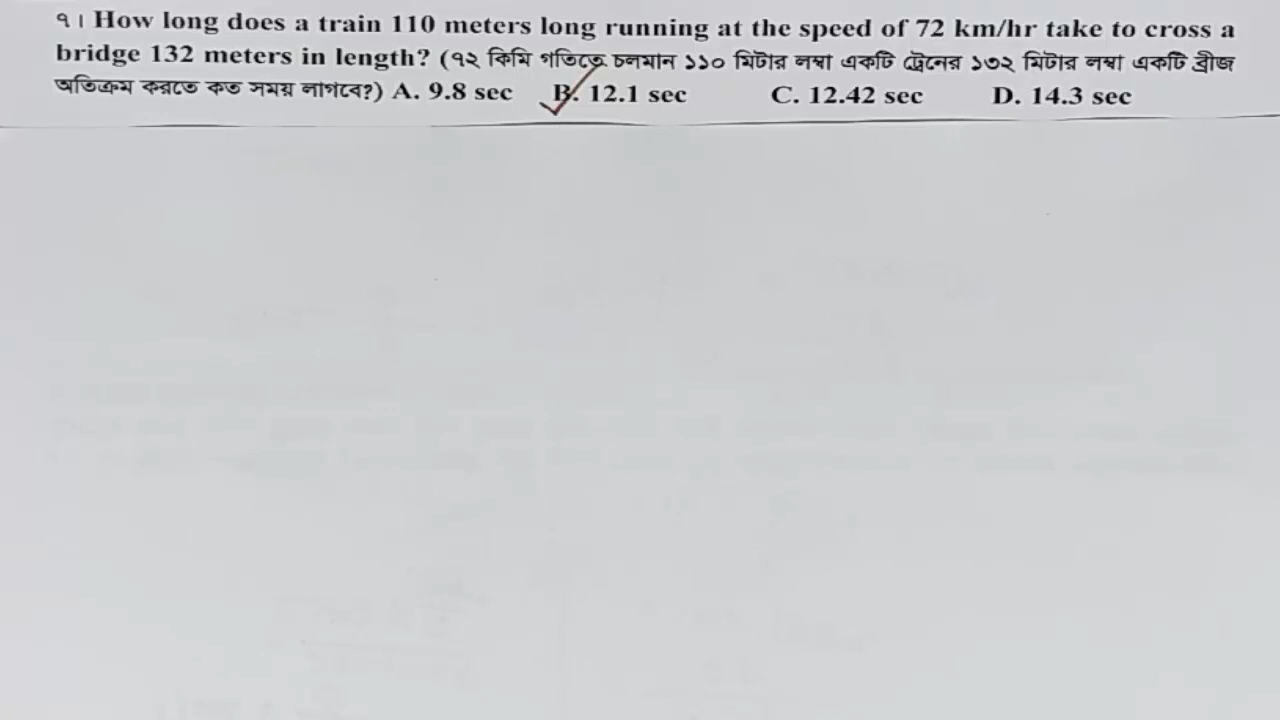 ৭। How long does a train 110 meters long running at the speed of 72 km/hr take to cross a
bridge 132 meters in length? (৭২ কিমি গতিতে চলমান ১১০ মিটার লম্বা একটি ট্রেনের ১৩২ মিটার লম্বা একটি ব্রীজ
অতিক্রম করতে কত সময় লাগবে?) A. 9.8 sec B. 12.1 sec C. 12.42 sec D. 14.3 sec